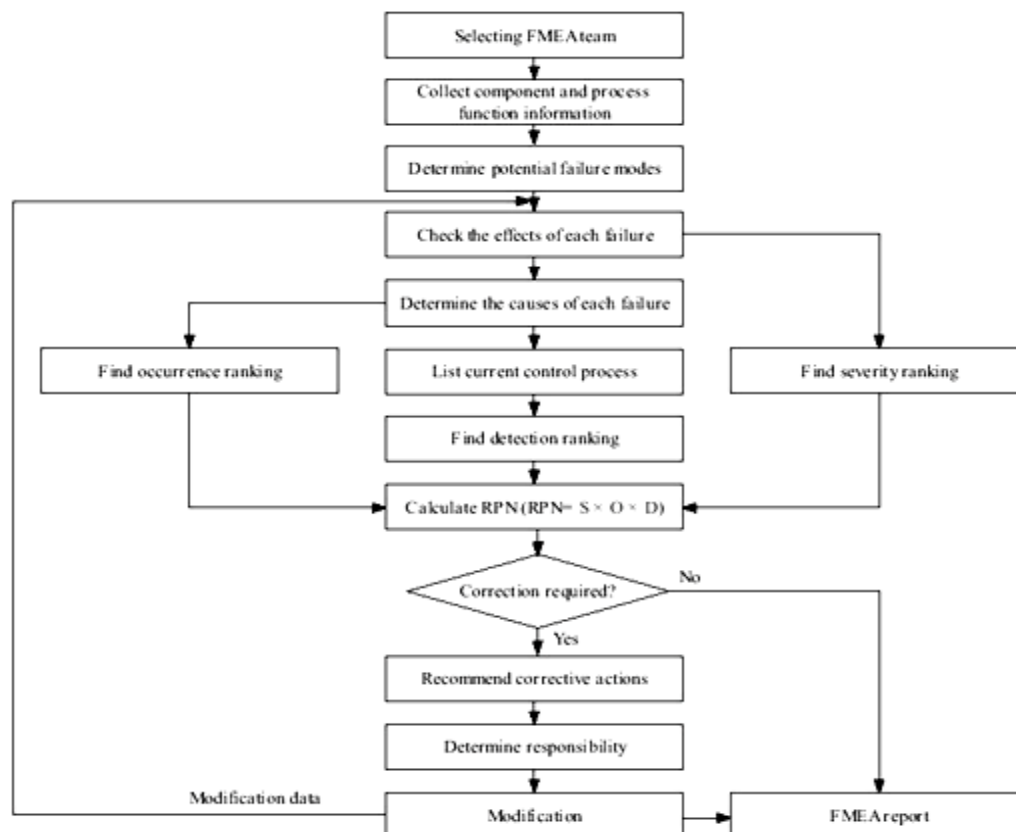 Selecting FMEA team
Collect component and process
function information
Determine potential failure modes
Check the effects of each failure
Determine the causes of each failure
Find occurrence ranking
List current control process
Find severity ranking
Find detection ranking
Calculate RPN (RPN= S × O × D)
Correction required?
No
Yes
Recommend corrective actions
Determine responsibility
Modification data
Modification
FMEA report